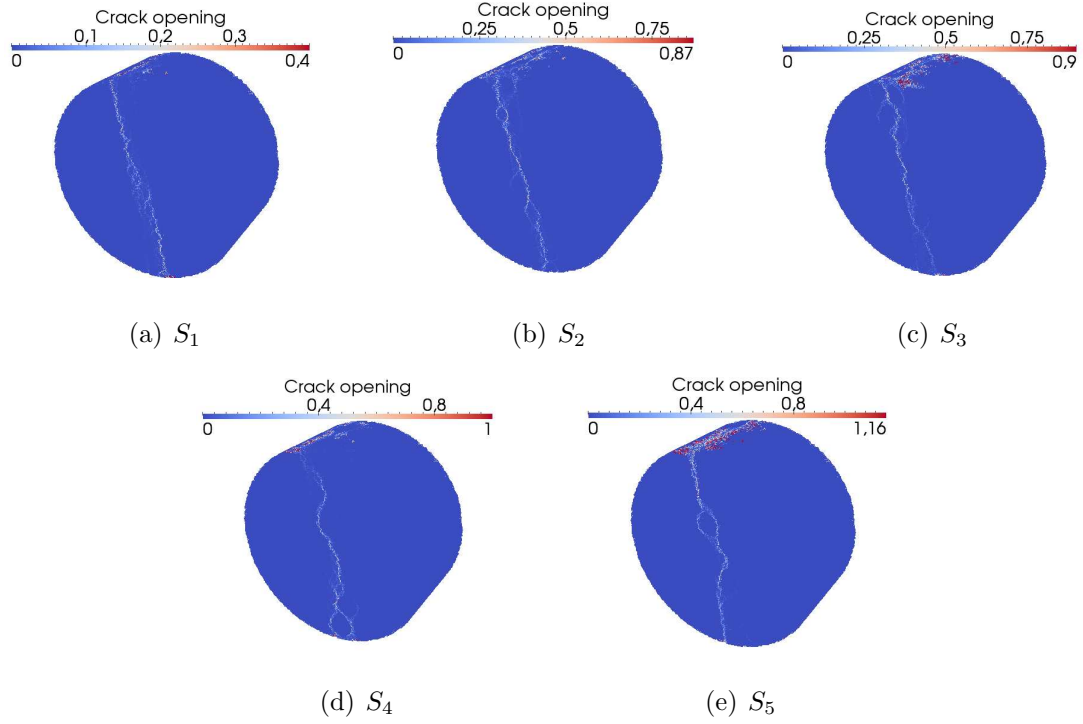 Crack opening
0,1 0,2 0,3
0 0,4
(a) S1
Crack opening
0,25 0,5 0,75
0 0,87
(b) S2
Crack opening
0,25 0,5 0,75
0 0,9
(c) S3
Crack opening
0,4 0,8
0 1
(d) S4
Crack opening
0,4 0,8
0 1,16
(e) S5